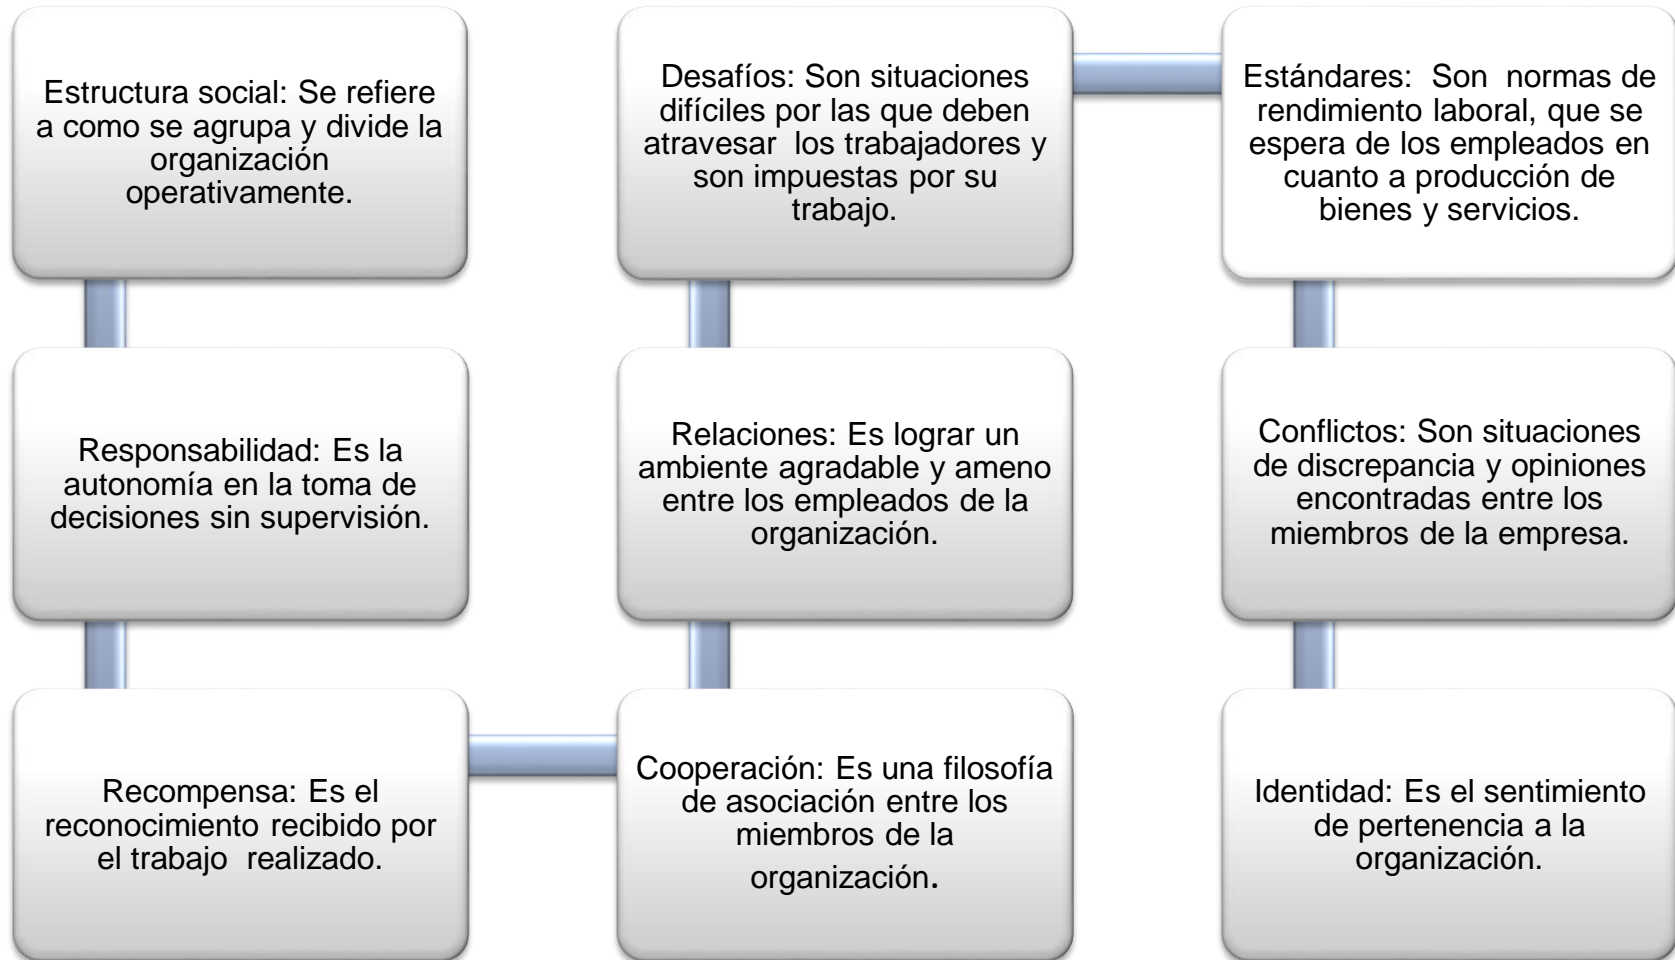 Estructura social: Se refiere
a como se agrupa y divide la
organización
operativamente.
Responsabilidad: Es la
autonomía en la toma de
decisiones sin supervisión.
Recompensa: Es el
reconocimiento recibido por
el trabajo realizado.
Cooperación: Es una filosofía
de asociación entre los
miembros de la
organización.
Relaciones: Es lograr un
ambiente agradable y ameno
entre los empleados de la
organización.
Desafíos: Son situaciones
difíciles por las que deben
atravesar los trabajadores y
son impuestas por su
trabajo.
Estándares: Son normas de
rendimiento laboral, que se
espera de los empleados en
cuanto a producción de
bienes y servicios.
Conflictos: Son situaciones
de discrepancia y opiniones
encontradas entre los
miembros de la empresa.
Identidad: Es el sentimiento
de pertenencia a la
organización.